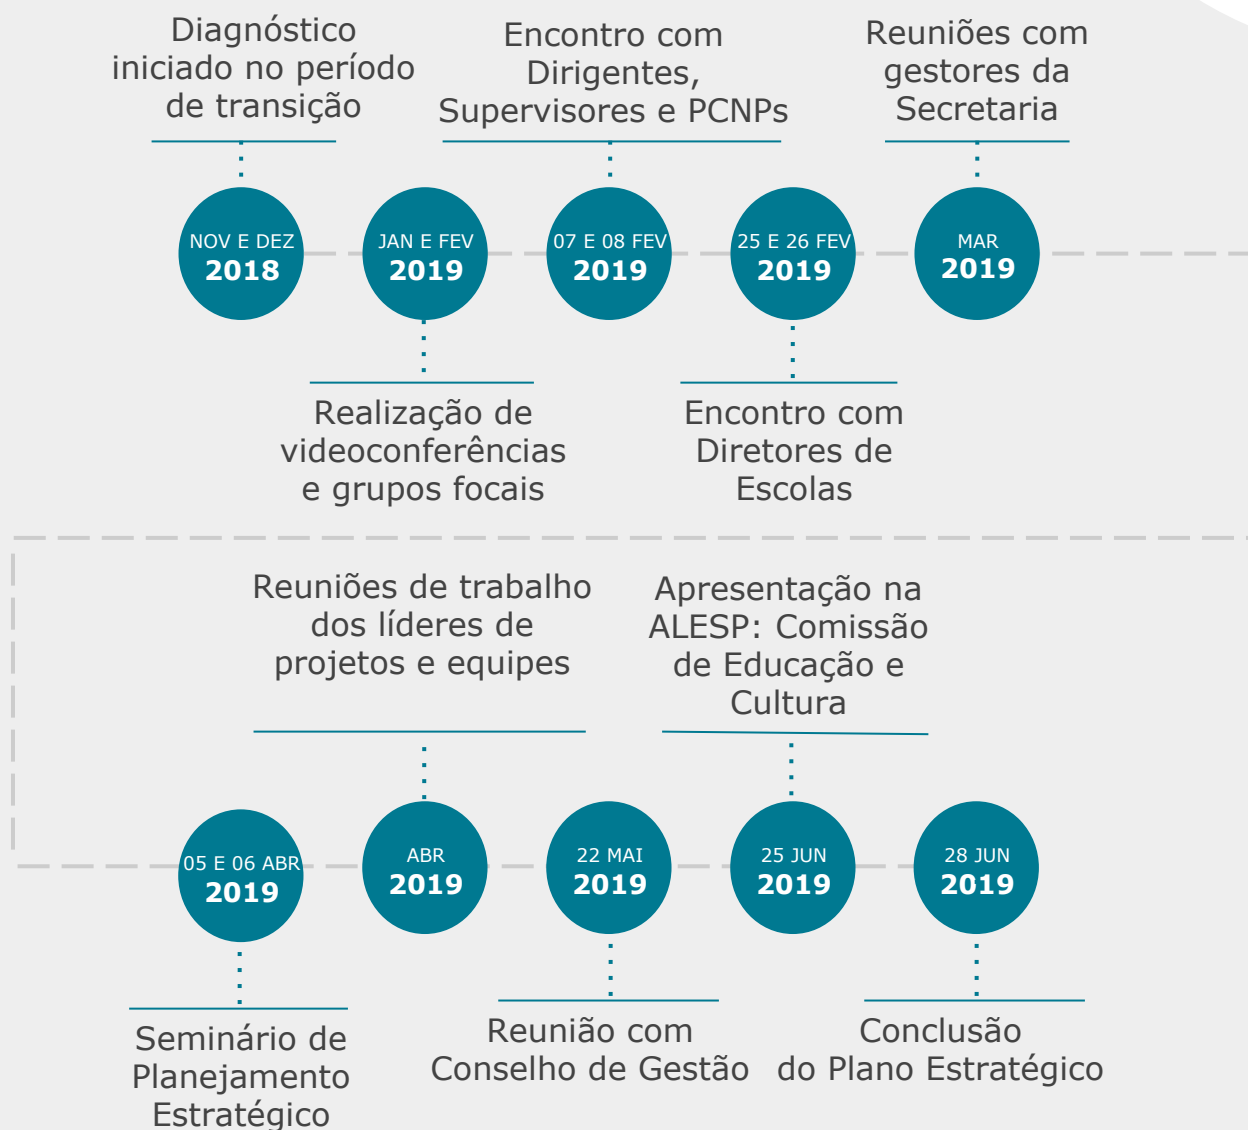 Diagnóstico
iniciado no período
de transição
Encontro com
Dirigentes,
Supervisores e PCNPs
Reuniões com
gestores da
Secretaria
NOV E DEZ
2018
JAN E FEV
2019
07 E 08 FEV
2019
25 E 26 FEV
2019
MAR
2019
Realização de
videoconferências
e grupos focais
Encontro com
Diretores de
Escolas
Reuniões de trabalho
dos líderes de
projetos e equipes
Apresentação na
ALESP: Comissão
de Educação e
Cultura
05 E 06 ABR
2019
ABR
2019
22 MAI
2019
25 JUN
2019
28 JUN
2019
Seminário de
Planejamento
Estratégico
Reunião com
Conselho de Gestão
Conclusão
do Plano Estratégico